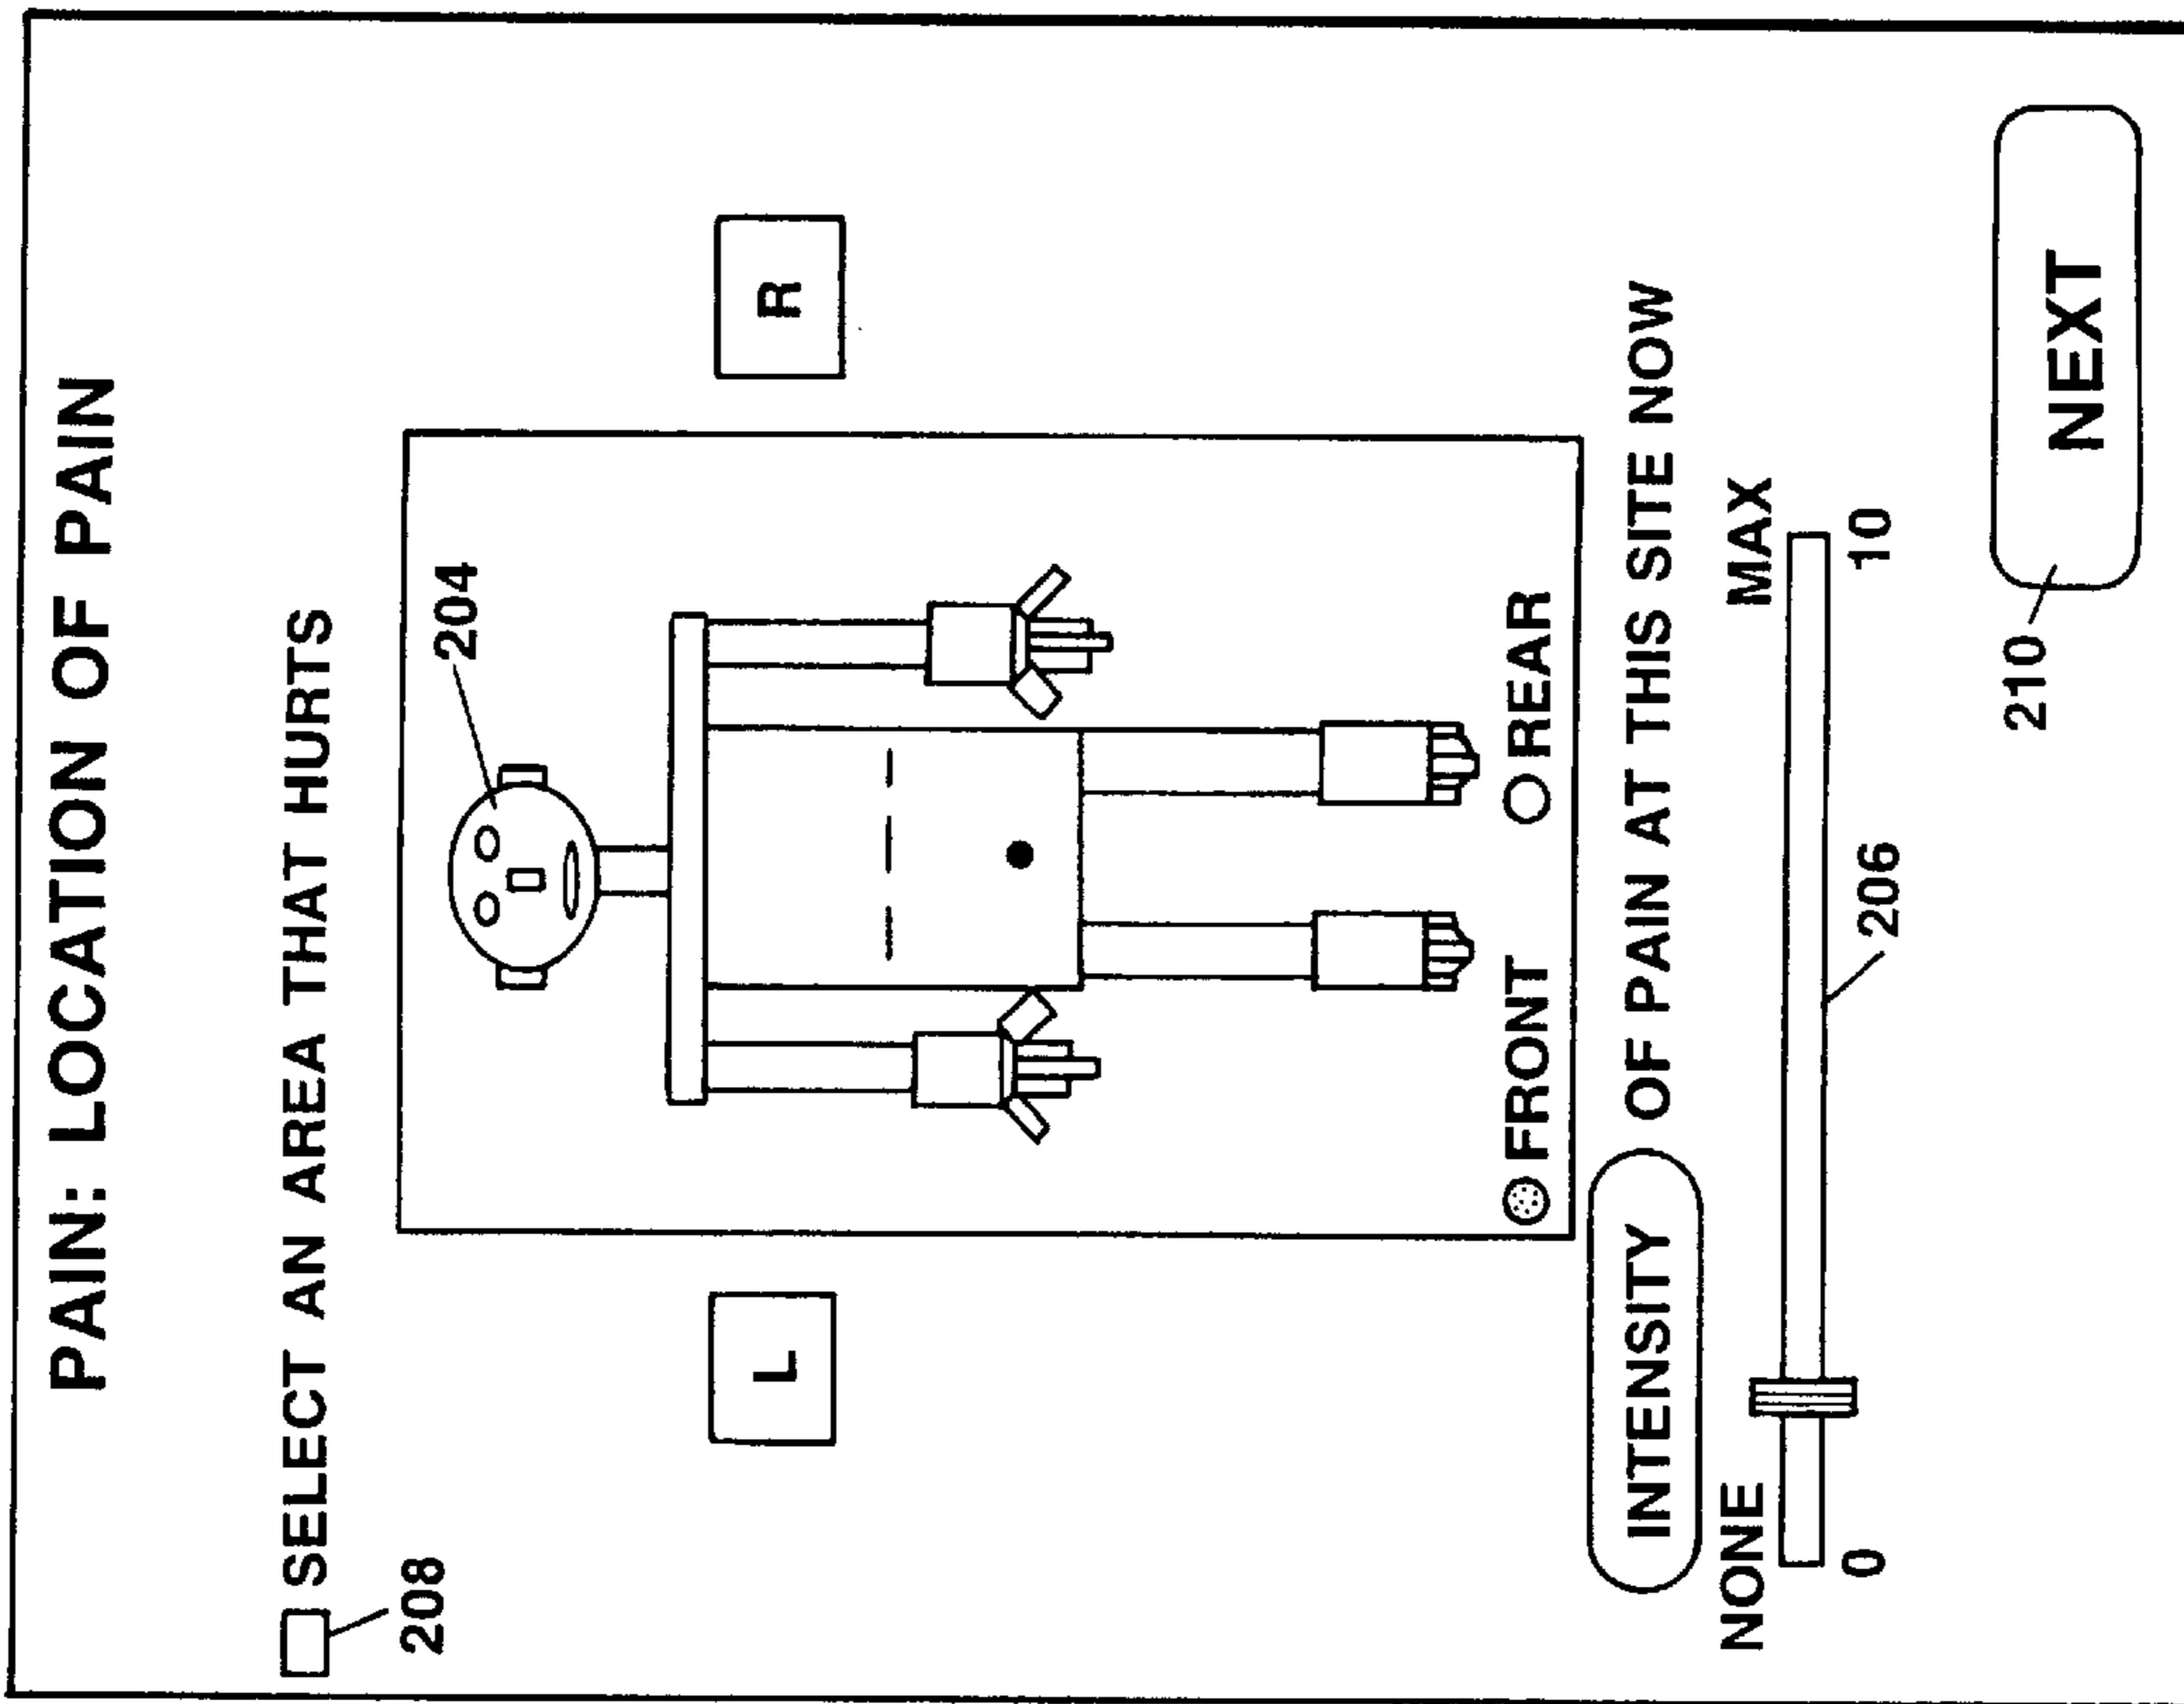 PAIN: LOCATION OF PAIN
SELECT AN AREA THAT HURTS
208
204
L
R
FRONT REAR
INTENSITY OF PAIN AT THIS SITE NOW
NONE MAX
0 10
206
210
NEXT